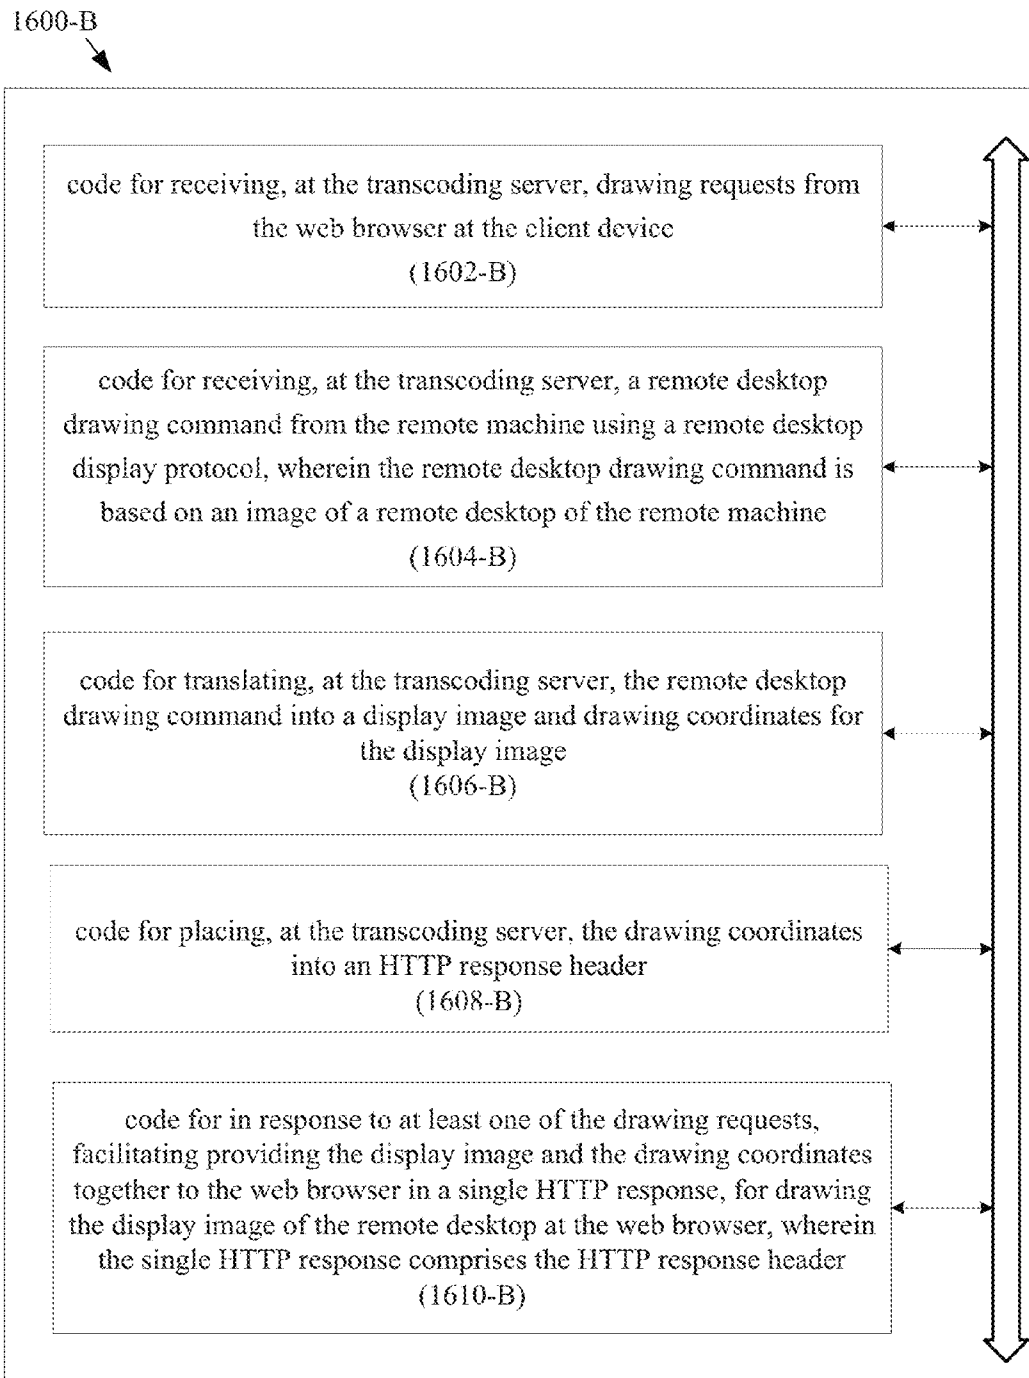 1600-B
code for receiving, at the transcoding server, drawing requests from
the web browser at the client device
(1602-B)
code for receiving, at the transcoding server, a remote desktop
drawing command from the remote machine using a remote desktop
display protocol, wherein the remote desktop drawing command is
based on an image of a remote desktop of the remote machine
(1604-B)
code for translating, at the transcoding server, the remote desktop
drawing command into a display image and drawing coordinates for
the display image
(1606-B)
code for placing, at the transcoding server, the drawing coordinates
into an HTTP response header
(1608-B)
code for in response to at least one of the drawing requests,
facilitating providing the display image and the drawing coordinates
together to the web browser in a single HTTP response, for drawing
the display image of the remote desktop at the web browser, wherein
the single HTTP response comprises the HTTP response header
(1610-B)